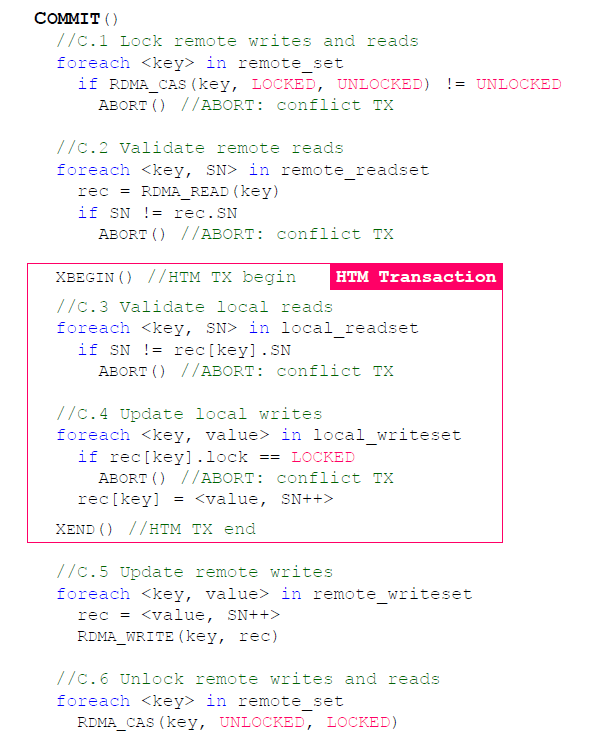 COMMIT()
//C.1 Lock remote writes and reads
foreach <key> in remote_set
if RDMA_CAS(key, LOCKED, UNLOCKED) != UNLOCKED
ABORT() //ABORT: conflict TX
//C.2 Validate remote reads
foreach <key, SN> in remote_readset
rec = RDMA_READ(key)
if SN != rec.SN
ABORT() //ABORT: conflict TX
XBEGIN() //HTM TX begin HTM Transaction
//C.3 Validate local reads
foreach <key, SN> in local_readset
if SN != rec[key].SN
ABORT() //ABORT: conflict TX
//C.4 Update local writes
foreach <key, value> in local_writeset
if rec[key].lock == LOCKED
ABORT() //ABORT: conflict TX
rec[key] = <value, SN++>
XEND() //HTM TX end
//C.5 Update remote writes
foreach <key, value> in remote_writeset
rec = <value, SN++>
RDMA_WRITE(key, rec)
//C.6 Unlock remote writes and reads
foreach <key> in remote_set
RDMA_CAS(key, UNLOCKED, LOCKED)